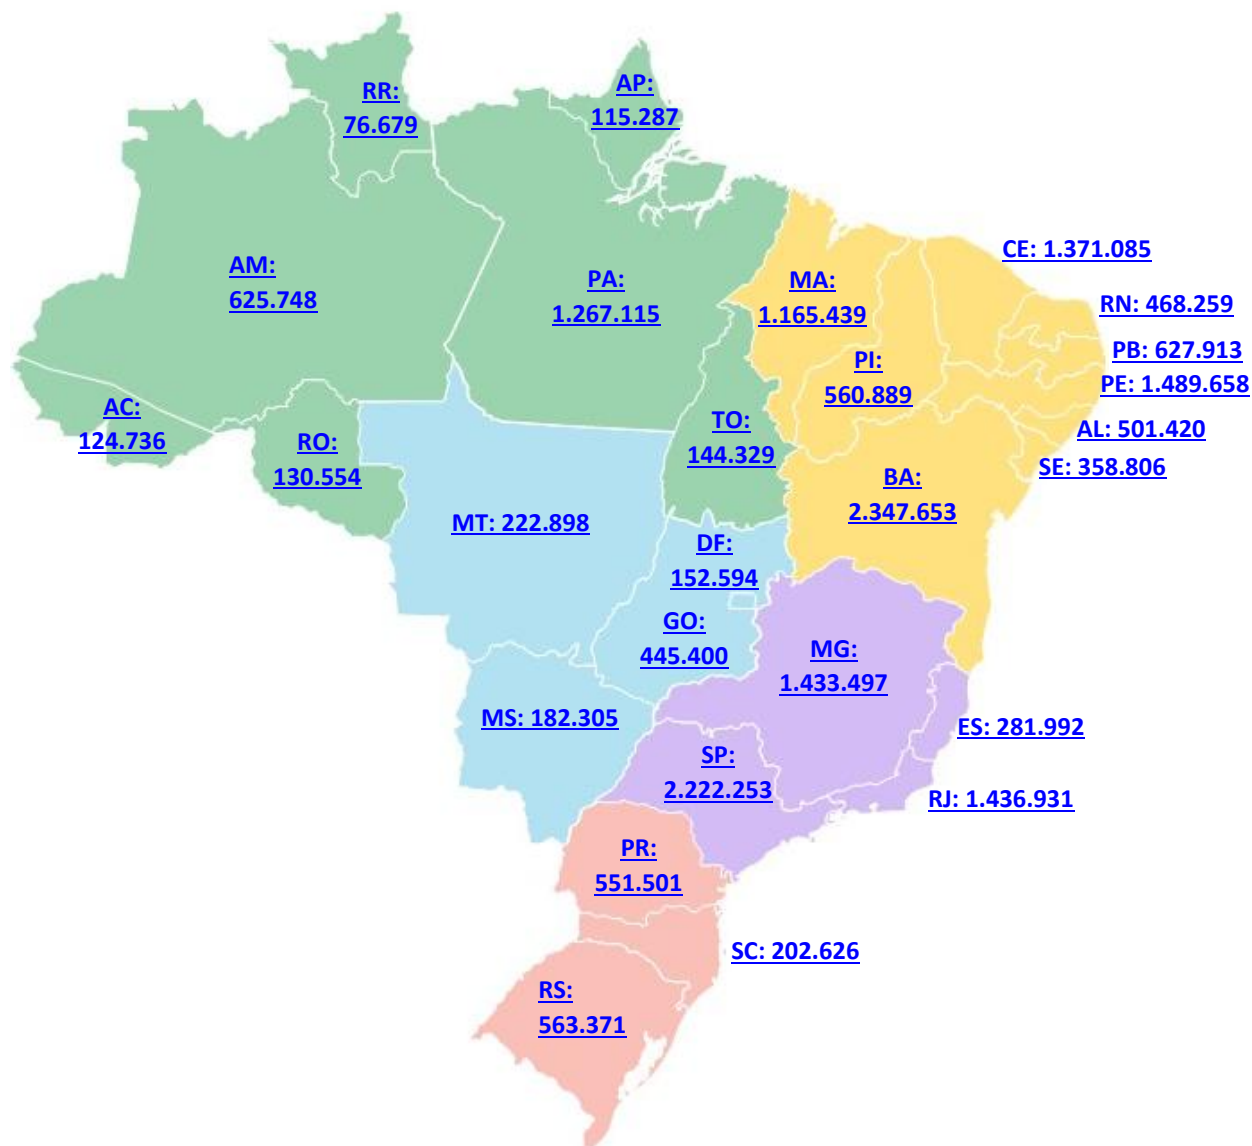 RR:
76.679
AP:
115.287
AM:
625.748
PA:
1.267.115
MA:
1.165.439
CE: 1.371.085
RN: 468.259
PB: 627.913
PI:
560.889
PE: 1.489.658
AC:
124.736
RO:
130.554
TO:
144.329
AL: 501.420
SE: 358.806
BA:
2.347.653
MT: 222.898
DF:
152.594
GO:
445.400
MG:
1.433.497
MS: 182.305
ES: 281.992
SP:
2.222.253
RJ: 1.436.931
PR:
551.501
SC: 202.626
RS:
563.371